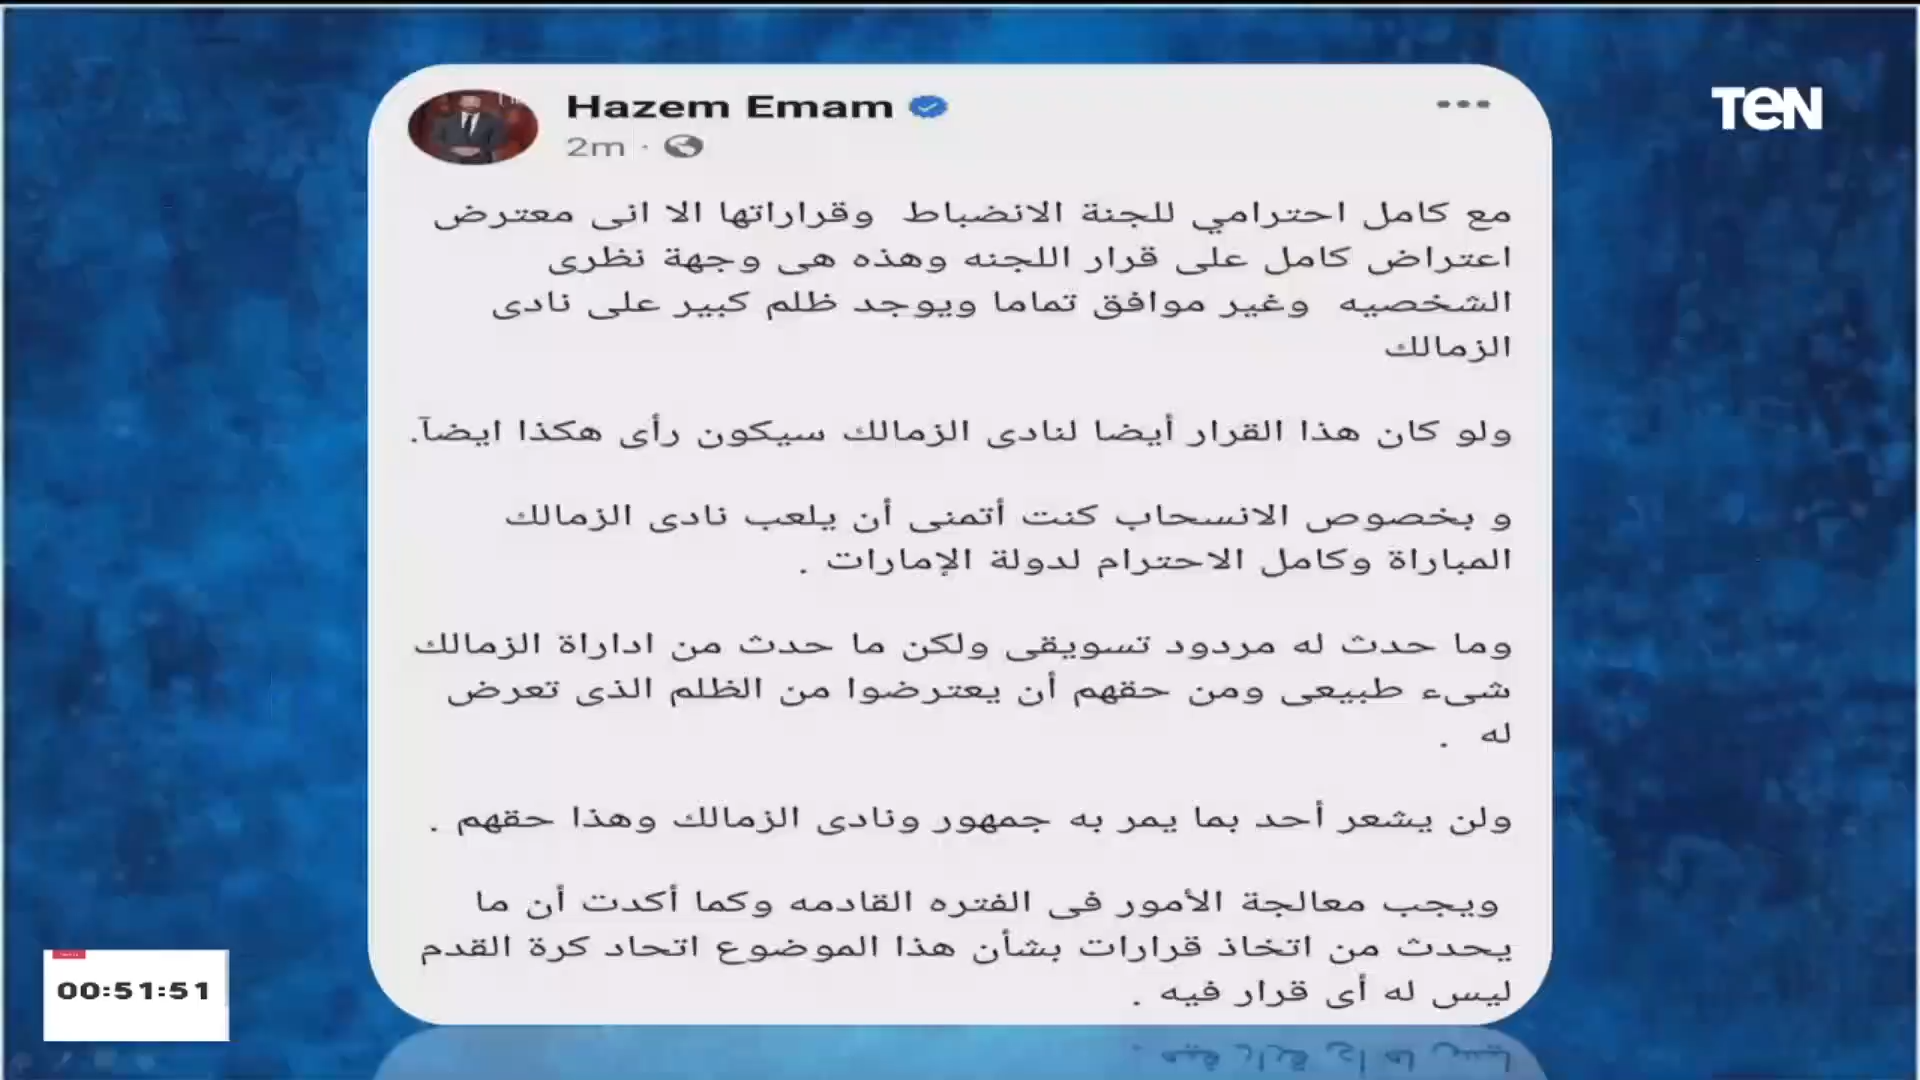 TeN
Hazem Emam
2m ·
مع كامل احترامي للجنة الانضباط وقراراتها الا انى معترض
اعتراض كامل على قرار اللجنه وهذه هى وجهة نظرى
الشخصيه وغير موافق تماما ويوجد ظلم كبير على نادى
الزمالك
ولو كان هذا القرار أيضا لنادى الزمالك سيكون رأى هكذا ايضآ.
و بخصوص الانسحاب كنت أتمنى أن يلعب نادى الزمالك
المباراة وكامل الاحترام لدولة الإمارات .
وما حدث له مردود تسويقى ولكن ما حدث من اداراة الزمالك
شىء طبيعى ومن حقهم أن يعترضوا من الظلم الذى تعرض
له .
ولن يشعر أحد بما يمر به جمهور ونادى الزمالك وهذا حقهم .
ويجب معالجة الأمور فى الفتره القادمه وكما أكدت أن ما
يحدث من اتخاذ قرارات بشأن هذا الموضوع اتحاد كرة القدم
ليس له أى قرار فيه .
00:51:51